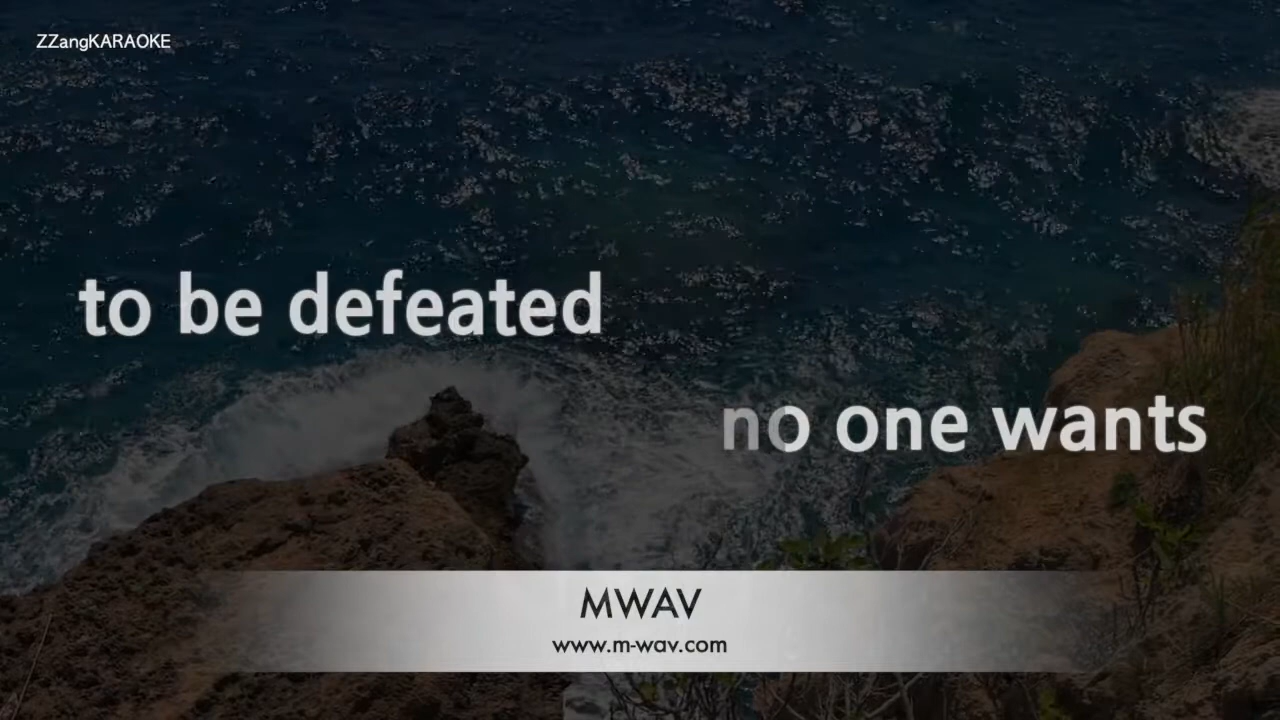 ZZangKARAOKE
to be defeated
no one wants
MWAV
www.m-wav.com